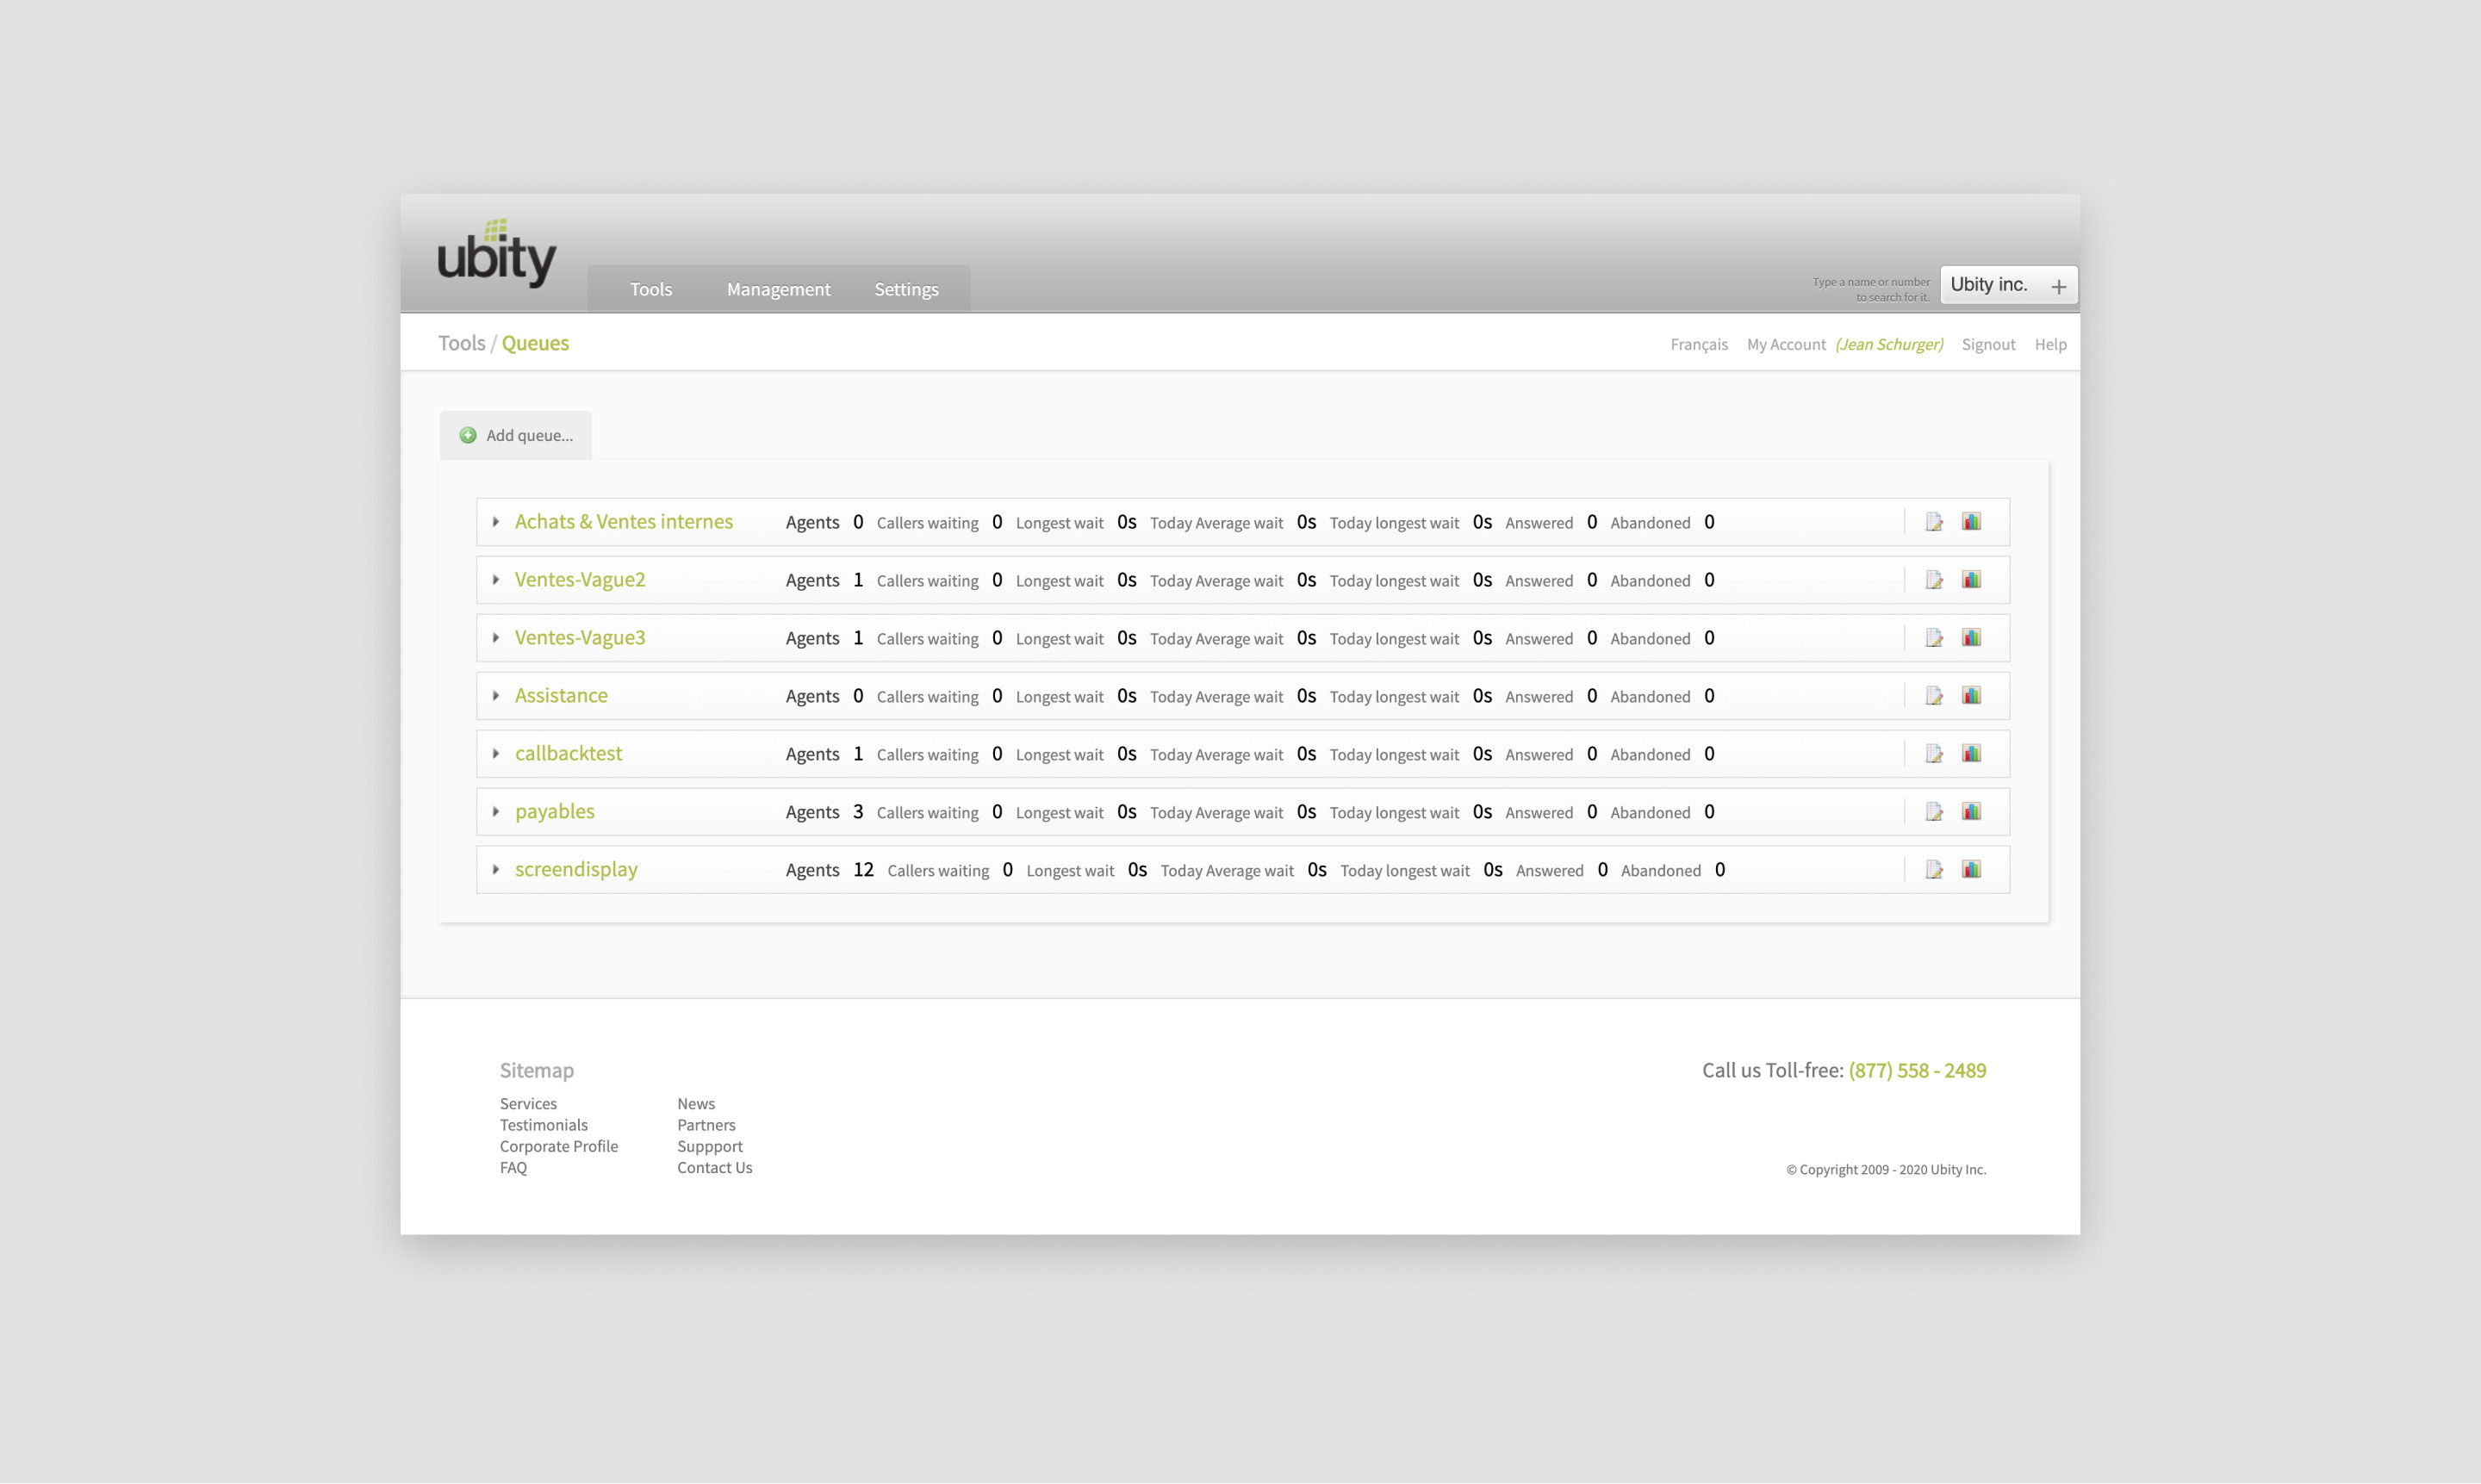 ubity
Tools Management Settings
Type a name or number
to search for it.
Ubity inc. +
Tools / Queues
Français My Account (Jean Schurger) Signout Help
Add queue...
Achats & Ventes internes Agents 0 Callers waiting 0 Longest wait 0s Today Average wait 0s Today longest wait 0s Answered 0 Abandoned 0
Ventes-Vague2 Agents 1 Callers waiting 0 Longest wait 0s Today Average wait 0s Today longest wait 0s Answered 0 Abandoned 0
Ventes-Vague3 Agents 1 Callers waiting 0 Longest wait 0s Today Average wait 0s Today longest wait 0s Answered 0 Abandoned 0
Assistance Agents 0 Callers waiting 0 Longest wait 0s Today Average wait 0s Today longest wait 0s Answered 0 Abandoned 0
callbacktest Agents 1 Callers waiting 0 Longest wait 0s Today Average wait 0s Today longest wait 0s Answered 0 Abandoned 0
payables Agents 3 Callers waiting 0 Longest wait 0s Today Average wait 0s Today longest wait 0s Answered 0 Abandoned 0
screendisplay Agents 12 Callers waiting 0 Longest wait 0s Today Average wait 0s Today longest wait 0s Answered 0 Abandoned 0
Sitemap
Services
Testimonials
Corporate Profile
FAQ
News
Partners
Suppport
Contact Us
Call us Toll-free: (877) 558 - 2489
© Copyright 2009 - 2020 Ubity Inc.